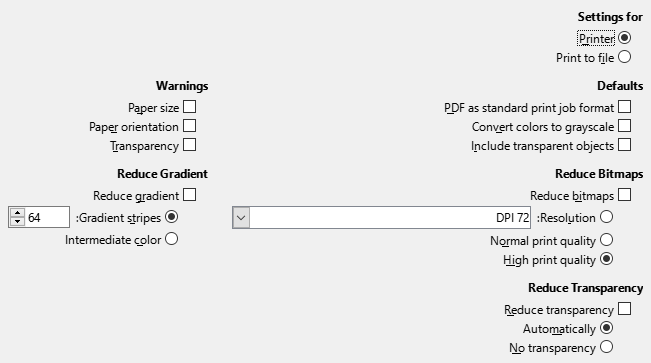 Settings for
Printer
Print to file
Defaults
PDF as standard print job format
Convert colors to grayscale
Include transparent objects
Warnings
Paper size
Paper orientation
Transparency
Reduce Bitmaps
Reduce bitmaps
:Resolution DPI 72
Normal print quality
High print quality
Reduce Gradient
Reduce gradient
:Gradient stripes 64
Intermediate color
Reduce Transparency
Reduce transparency
Automatically
No transparency